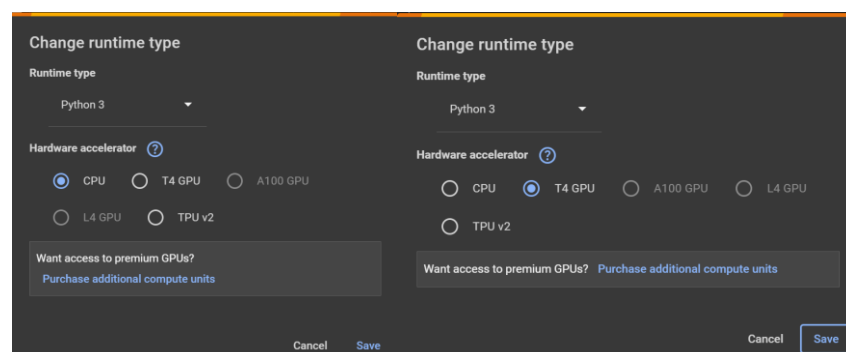 Change runtime type
Runtime type
Python 3
Hardware accelerator ?
CPU T4 GPU A100 GPU
L4 GPU TPU v2
Want access to premium GPUs?
Purchase additional compute units
Cancel Save
Change runtime type
Runtime type
Python 3
Hardware accelerator ?
CPU T4 GPU A100 GPU L4 GPU
TPU v2
Want access to premium GPUs? Purchase additional compute units
Cancel Save